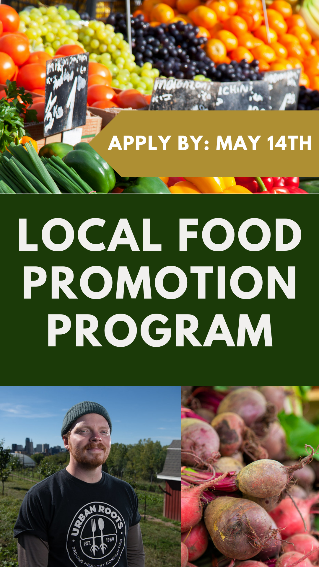 APPLY BY: MAY 14TH
LOCAL FOOD
PROMOTION
PROGRAM
URBAN ROOTS